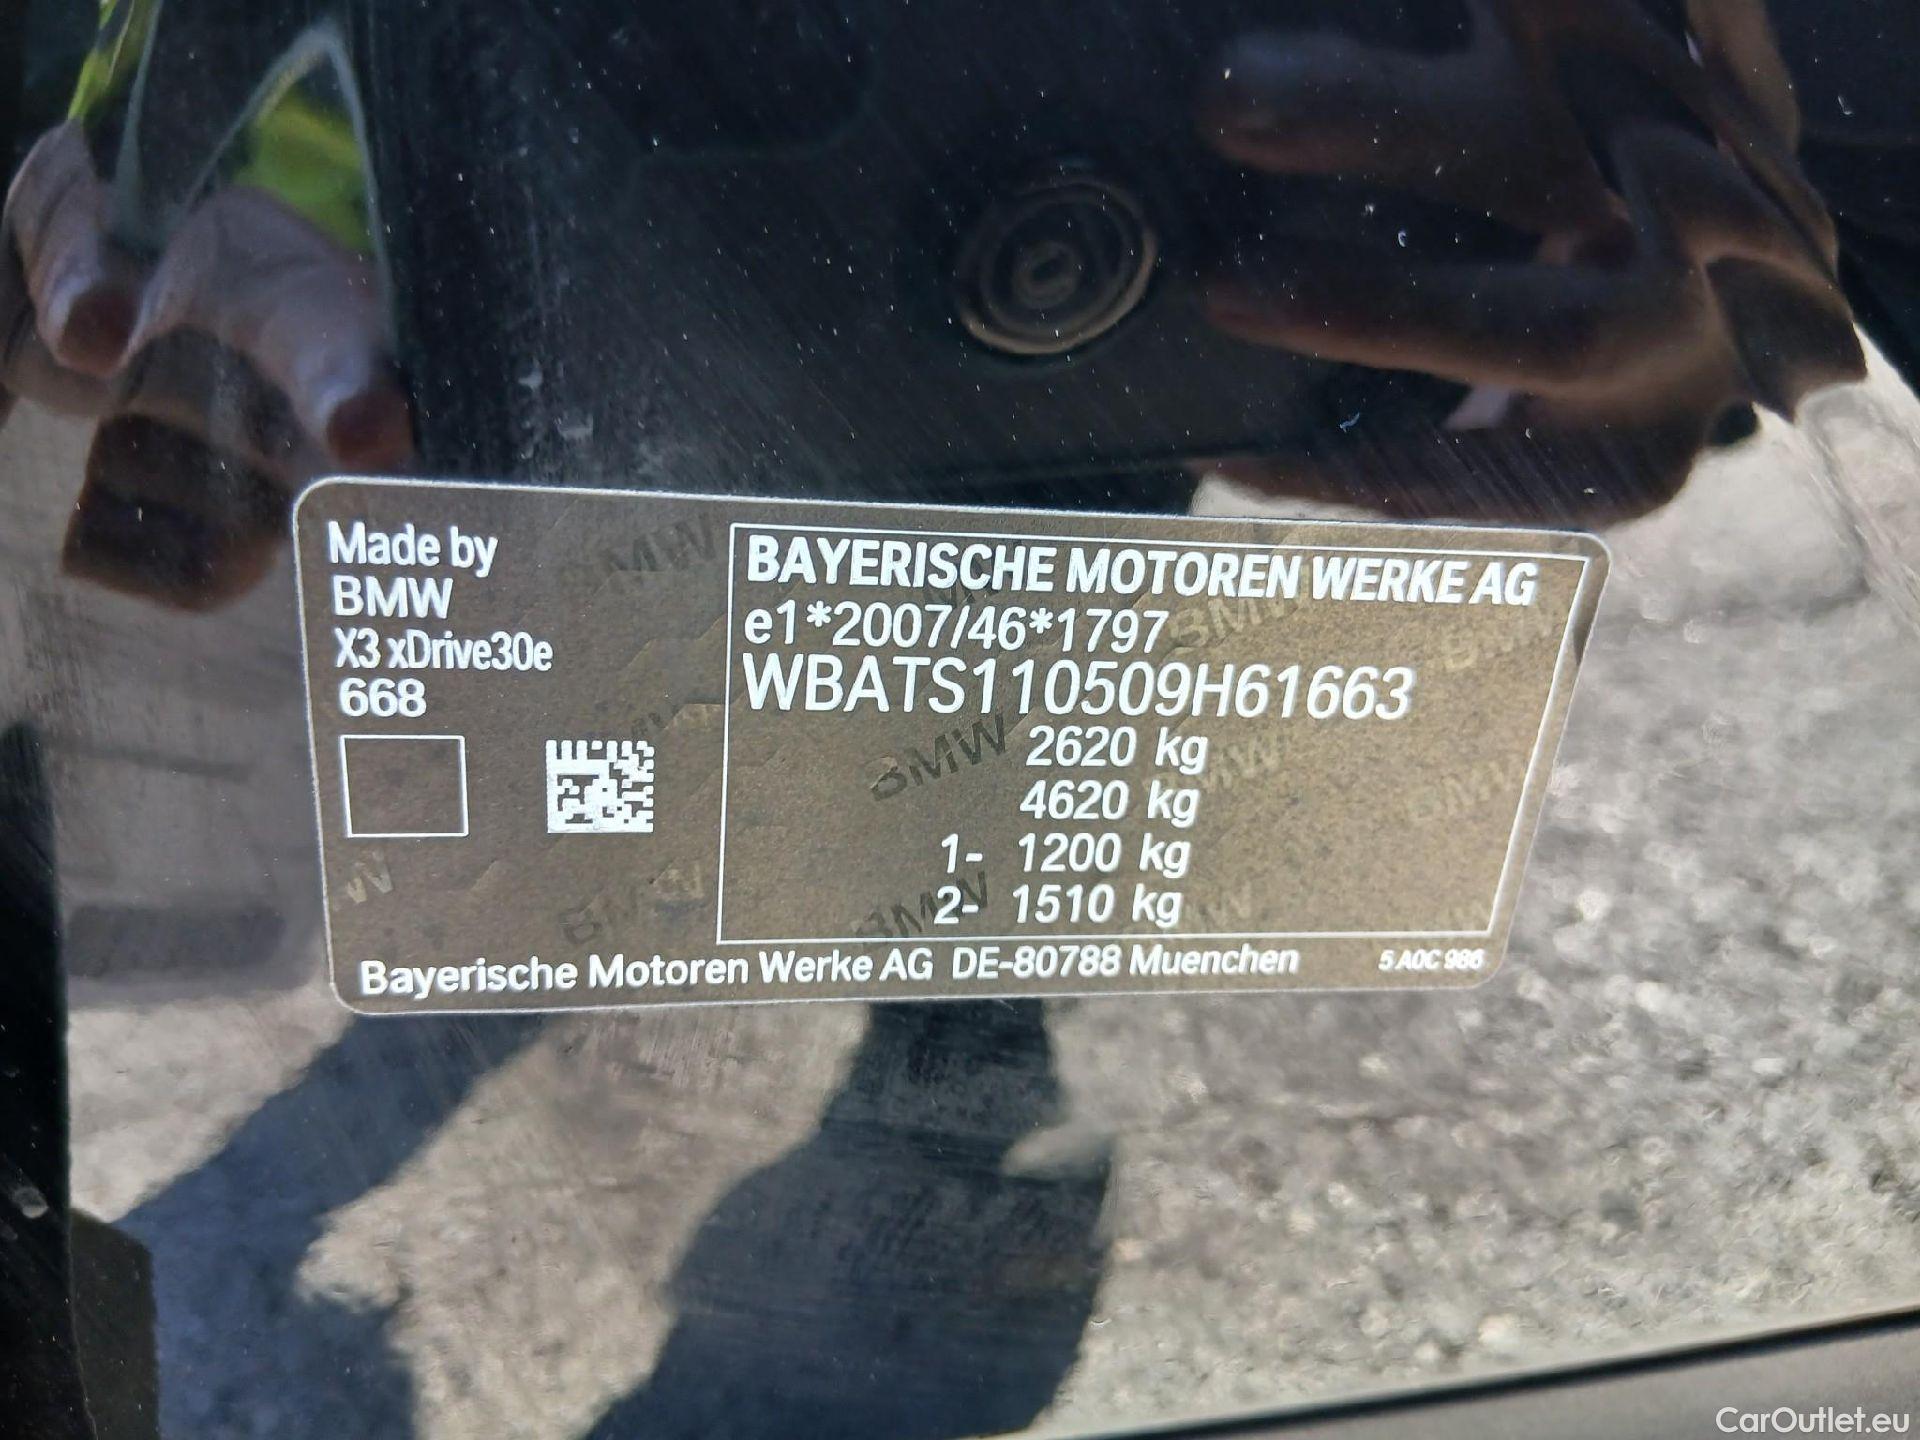 Made by
BMW
X3 xDrive30e
668
BAYERISCHE MOTOREN WERKE AG
e1*2007/46*1797
WBATS110509H61663
2620 kg
4620 kg
1- 1200 kg
2- 1510 kg
Bayerische Motoren Werke AG DE-80788 Muenchen
5 A0C 986
CarOutlet.eu